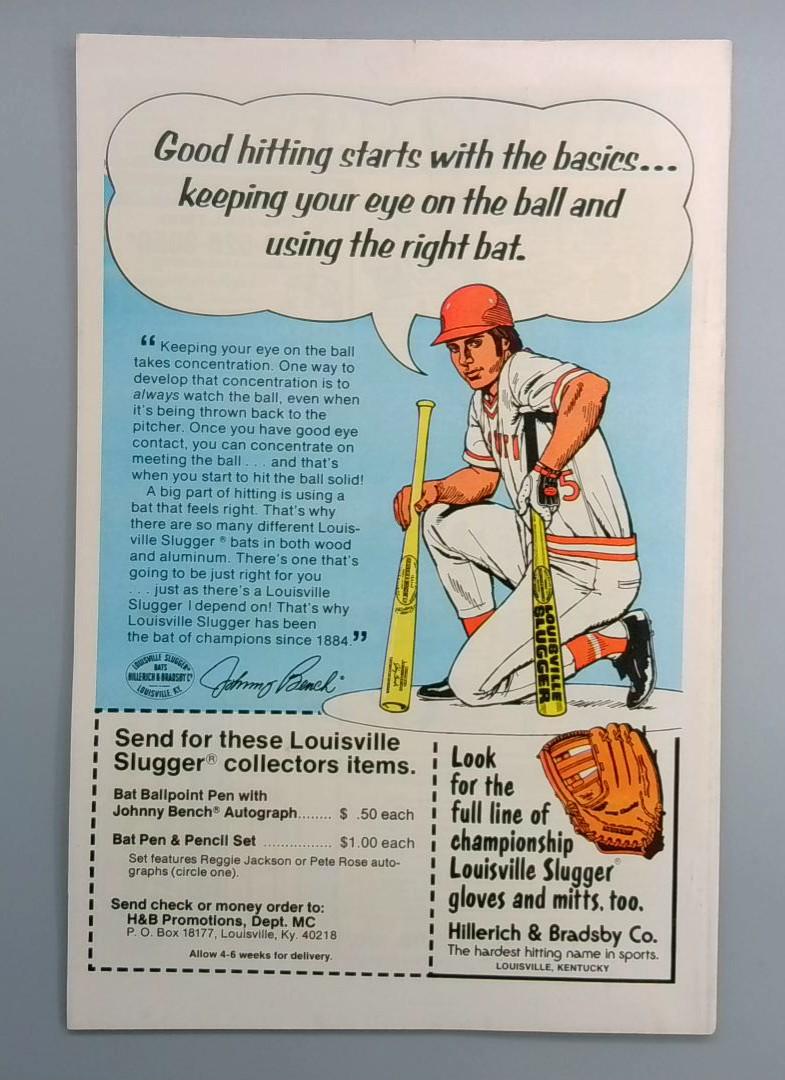 Good hitting starts with the basics...
keeping your eye on the ball and
using the right bat.
“Keeping your eye on the ball
takes concentration. One way to
develop that concentration is to
always watch the ball, even when
it's being thrown back to the
pitcher. Once you have good eye
contact, you can concentrate on
meeting the ball . . . and that's
when you start to hit the ball solid!
A big part of hitting is using a
bat that feels right. That's why
there are so many different Louis-
ville Slugger ® bats in both wood
and aluminum. There's one that's
going to be just right for you
. . . just as there's a Louisville
Slugger I depend on! That's why
Louisville Slugger has been
the bat of champions since 1884.”
LOUISVILLE SLUGGER®
BATS
HILLERICH & BRADSBY Cº
LOUISVILLE, KY.
Johnny Bench®
5
LOUISVILLE
SLUGGER
Send for these Louisville
Slugger® collectors items.
Bat Ballpoint Pen with
Johnny Bench® Autograph........ $ .50 each
Bat Pen & Pencil Set ................ $1.00 each
Set features Reggie Jackson or Pete Rose auto-
graphs (circle one).
Send check or money order to:
H&B Promotions, Dept. MC
P. O. Box 18177, Louisville, Ky. 40218
Allow 4-6 weeks for delivery.
Look
for the
full line of
championship
Louisville Slugger®
gloves and mitts, too.
Hillerich & Bradsby Co.
The hardest hitting name in sports.
LOUISVILLE, KENTUCKY